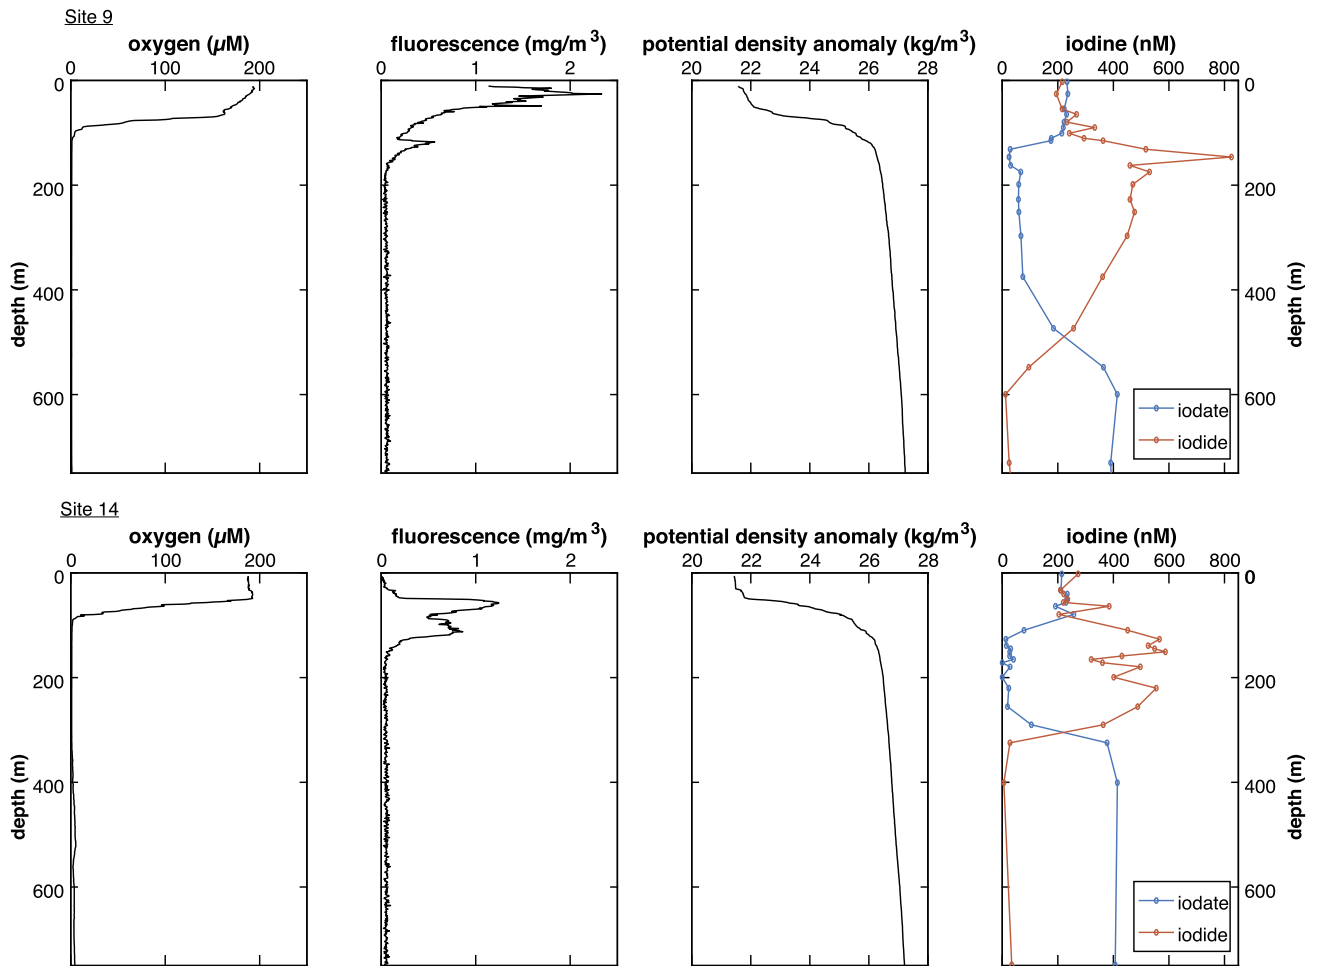 Site 9
oxygen (µM)
fluorescence (mg/m3)
potential density anomaly (kg/m3)
iodine (nM)
0 100 200
0 1 2
20 22 24 26 28
0 200 400 600 800
0
200
400
600
depth (m)
0
200
400
600
depth (m)
iodate
iodide
Site 14
oxygen (µM)
fluorescence (mg/m3)
potential density anomaly (kg/m3)
iodine (nM)
0 100 200
0 1 2
20 22 24 26 28
0 200 400 600 800
0
200
400
600
depth (m)
0
200
400
600
depth (m)
iodate
iodide